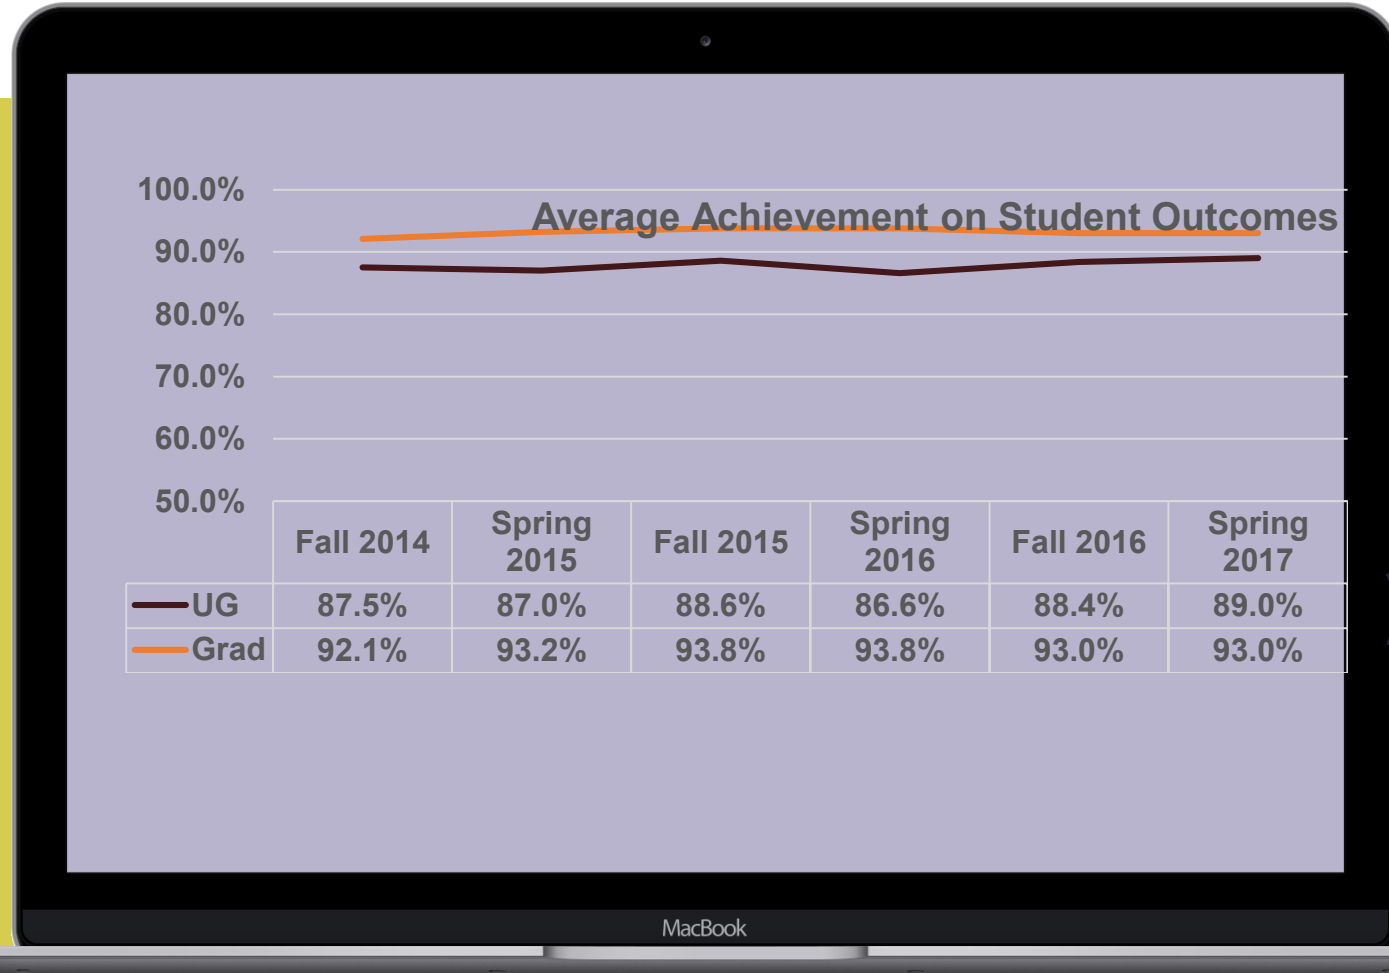 100.0%
Average Achievement on Student Outcomes
90.0%
80.0%
70.0%
60.0%
50.0%
Fall 2014 Spring 2015 Fall 2015 Spring 2016 Fall 2016 Spring 2017
UG 87.5% 87.0% 88.6% 86.6% 88.4% 89.0%
Grad 92.1% 93.2% 93.8% 93.8% 93.0% 93.0%
MacBook